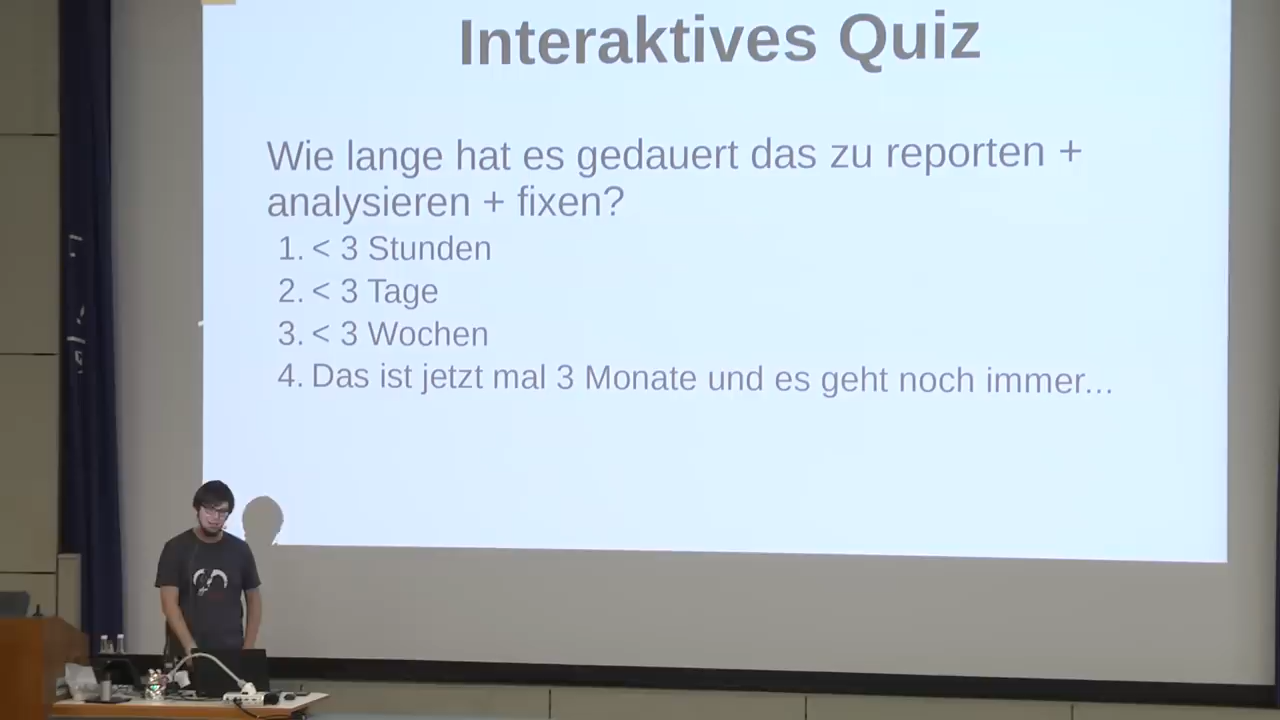 Interaktives Quiz
Wie lange hat es gedauert das zu reporten +
analysieren + fixen?
1. < 3 Stunden
2. < 3 Tage
3. < 3 Wochen
4. Das ist jetzt mal 3 Monate und es geht noch immer...